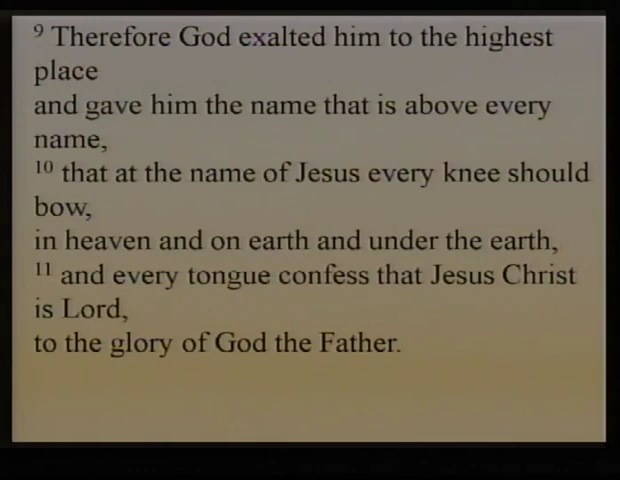 9 Therefore God exalted him to the highest
place
and gave him the name that is above every
name,
10 that at the name of Jesus every knee should
bow,
in heaven and on earth and under the earth,
11 and every tongue confess that Jesus Christ
is Lord,
to the glory of God the Father.